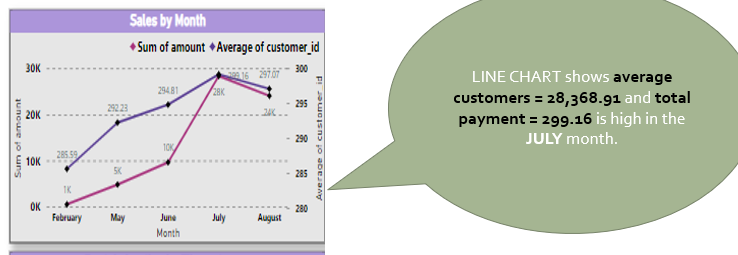 Sales by Month
Sum of amount Average of customer_id
30K
20K
10K
0K
Sum of amount
300
295
290
285
280
Average of customer_id
285.59
292.23
294.81
299.16
297.07
1K
5K
10K
28K
24K
February May June July August
Month
LINE CHART shows average
customers = 28,368.91 and total
payment = 299.16 is high in the
JULY month.